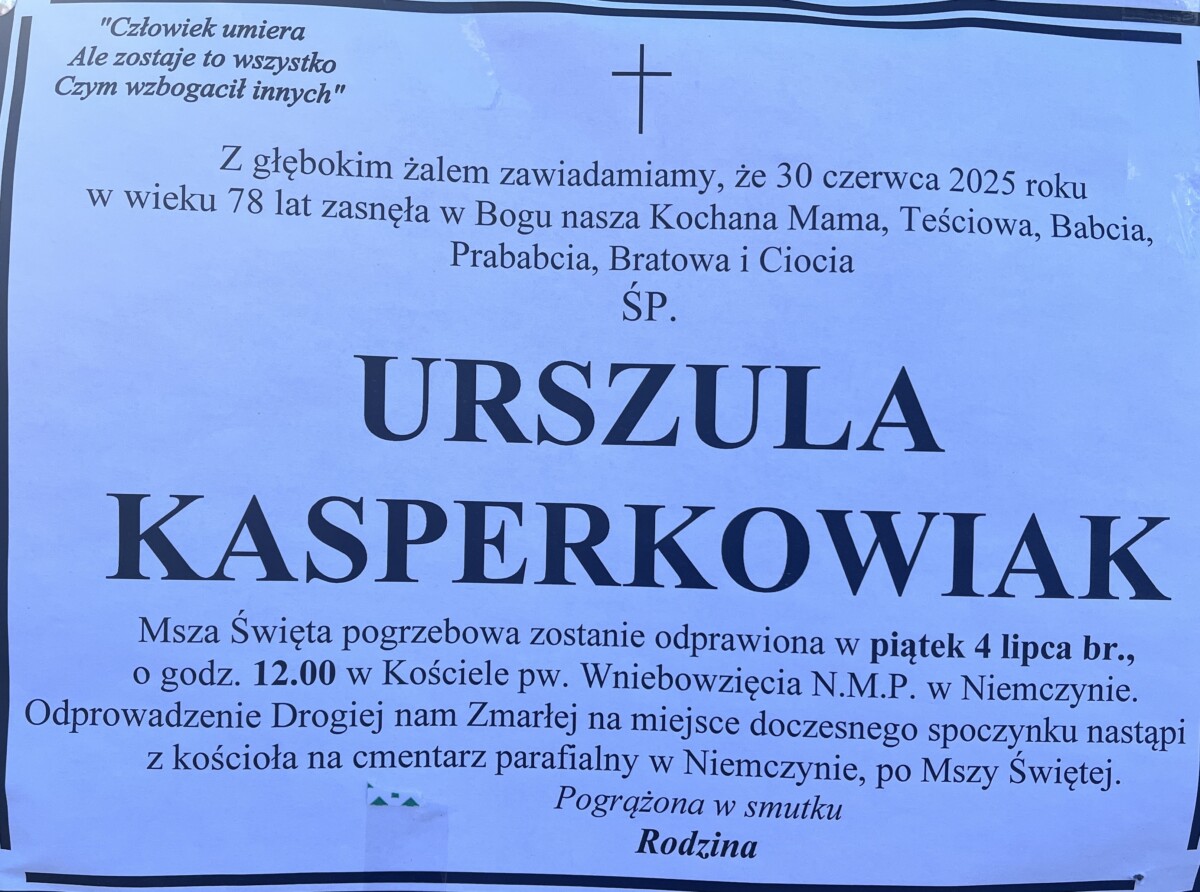 "Człowiek umiera
Ale zostaje to wszystko
Czym wzbogacił innych"
Z głębokim żalem zawiadamiamy, że 30 czerwca 2025 roku
w wieku 78 lat zasnęła w Bogu nasza Kochana Mama, Teściowa, Babcia,
Prababcia, Bratowa i Ciocia
ŚP.
URSZULA
KASPERKOWIAK
Msza Święta pogrzebowa zostanie odprawiona w piątek 4 lipca br.,
o godz. 12.00 w Kościele pw. Wniebowzięcia N.M.P. w Niemczynie.
Odprowadzenie Drogiej nam Zmarłej na miejsce doczesnego spoczynku nastąpi
z kościoła na cmentarz parafialny w Niemczynie, po Mszy Świętej.
Pogrążona w smutku
Rodzina